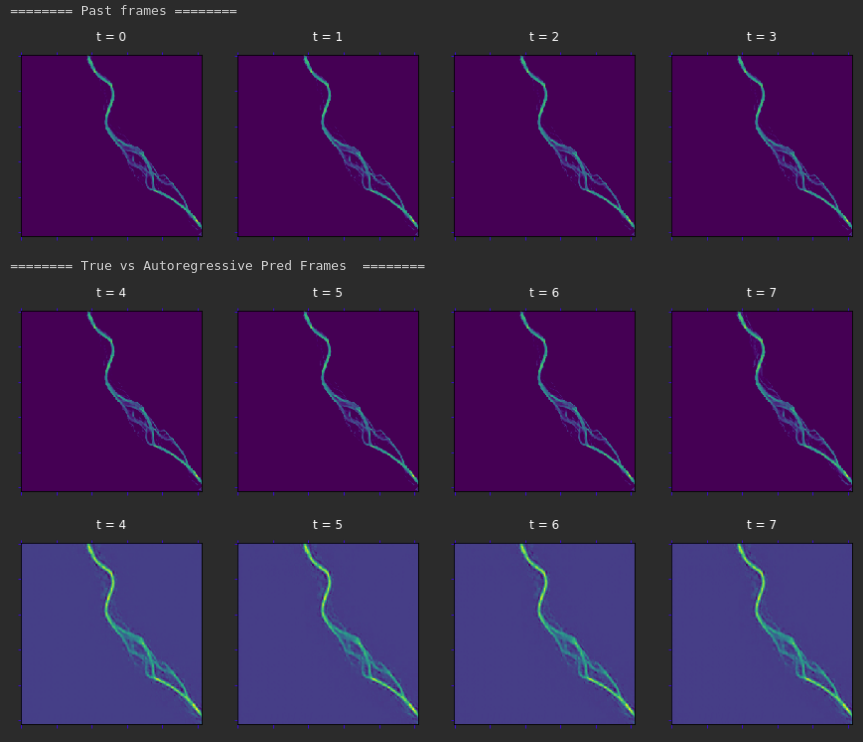 ======== Past frames ========
t = 0
t = 1
t = 2
t = 3
======== True vs Autoregressive Pred Frames  ========
t = 4
t = 5
t = 6
t = 7
t = 4
t = 5
t = 6
t = 7